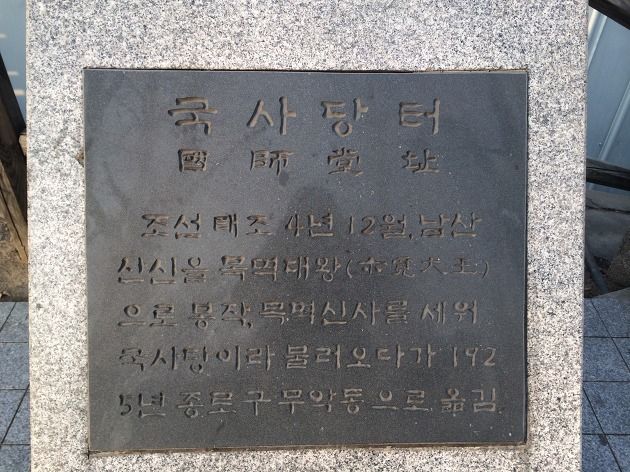 국사당터
國師堂址
조선 태조 4년 12월, 남산
산신을 목멱대왕(木覓大王)
으로 봉작, 목멱신사를 세워
국사당이라 불러오다가 192
5년 종로구 무악동으로 옮김